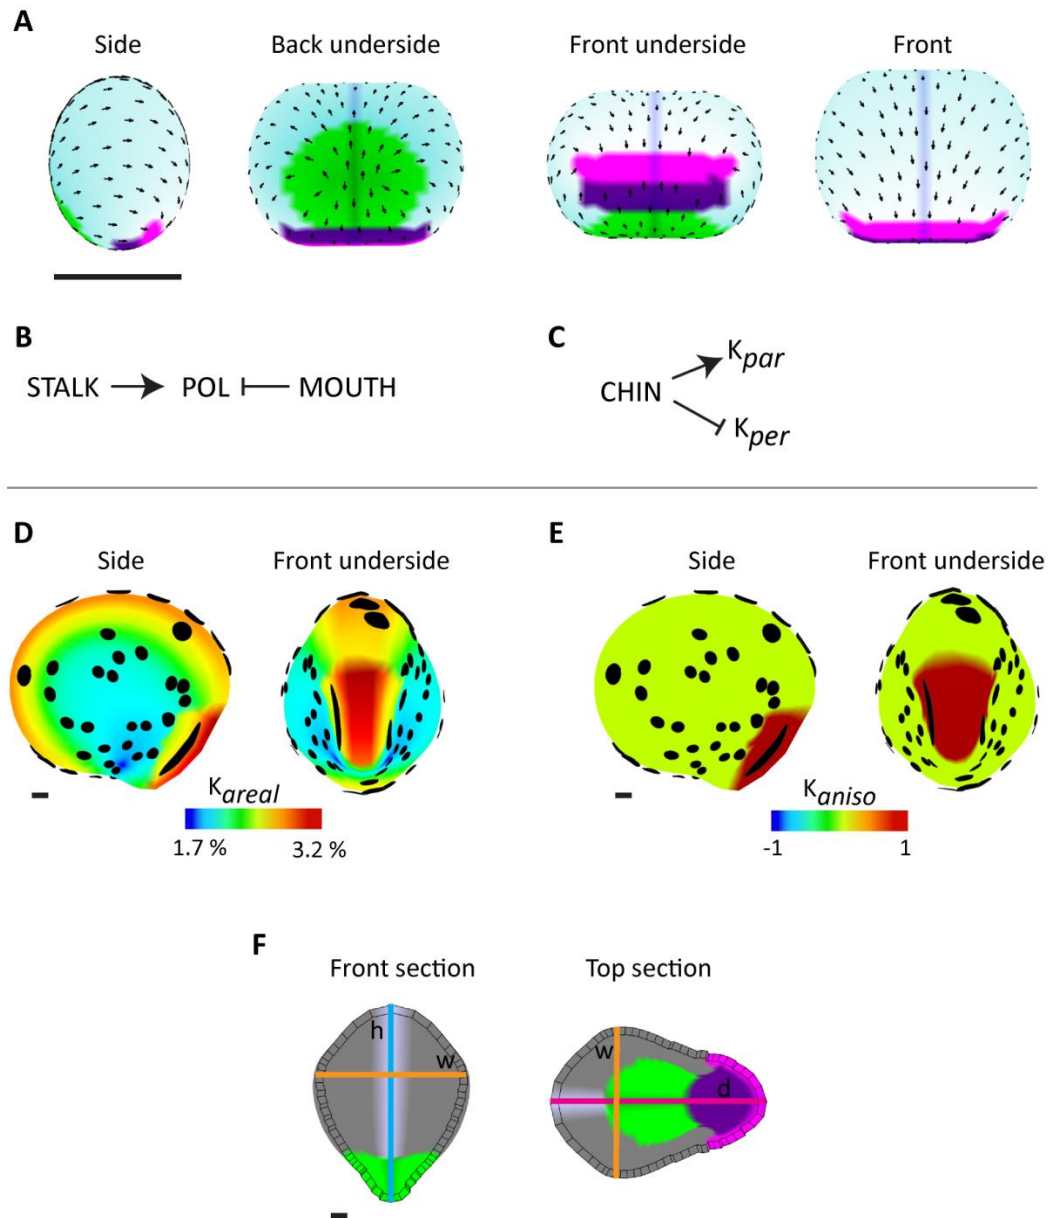 A
Side Back underside Front underside Front
B
STALK POL MOUTH
C
CHIN
Kpar
Kper
D
Side Front underside
Kareal
1.7 % 3.2 %
E
Side Front underside
Kaniso
-1 1
F
Front section Top section
h
w
w
d